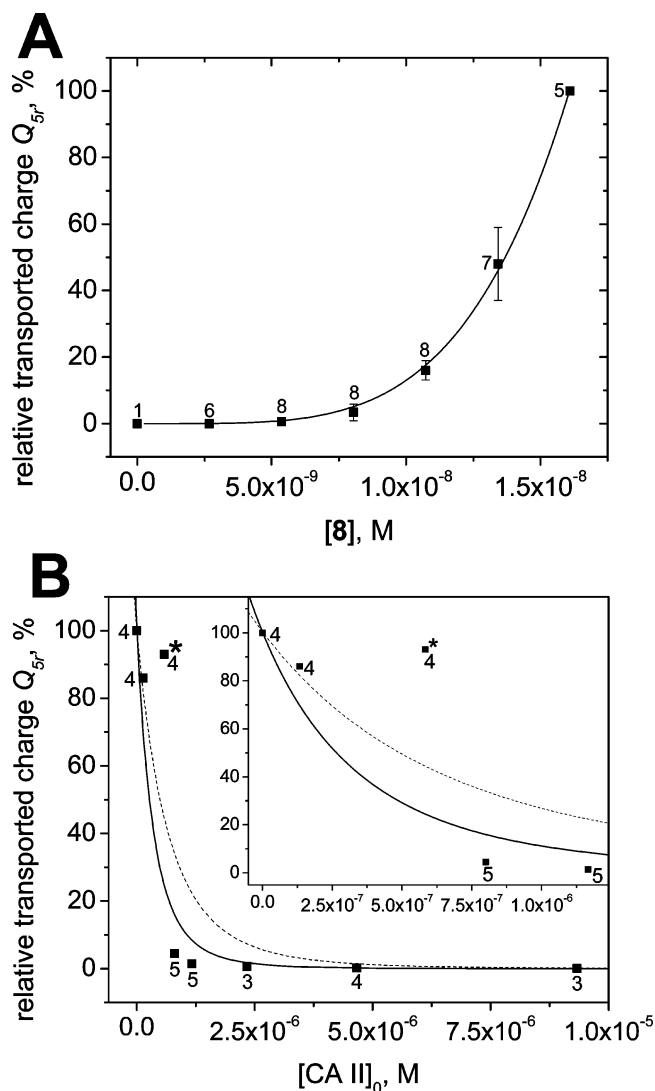 A
relative transported charge Q5r, %
100
80
60
40
20
0
1
6
8
8
8
7
5
0.0
5.0x10⁻⁹
1.0x10⁻⁸
1.5x10⁻⁸
[8], M
B
relative transported charge Q5r, %
100
80
60
40
20
0
4
4
*
4
5
5
3
4
3
100
80
60
40
20
0
4
4
*
4
5
5
0.0
2.5x10⁻⁷
5.0x10⁻⁷
7.5x10⁻⁷
1.0x10⁻⁶
0.0
2.5x10⁻⁶
5.0x10⁻⁶
7.5x10⁻⁶
1.0x10⁻⁵
[CA II]₀, M